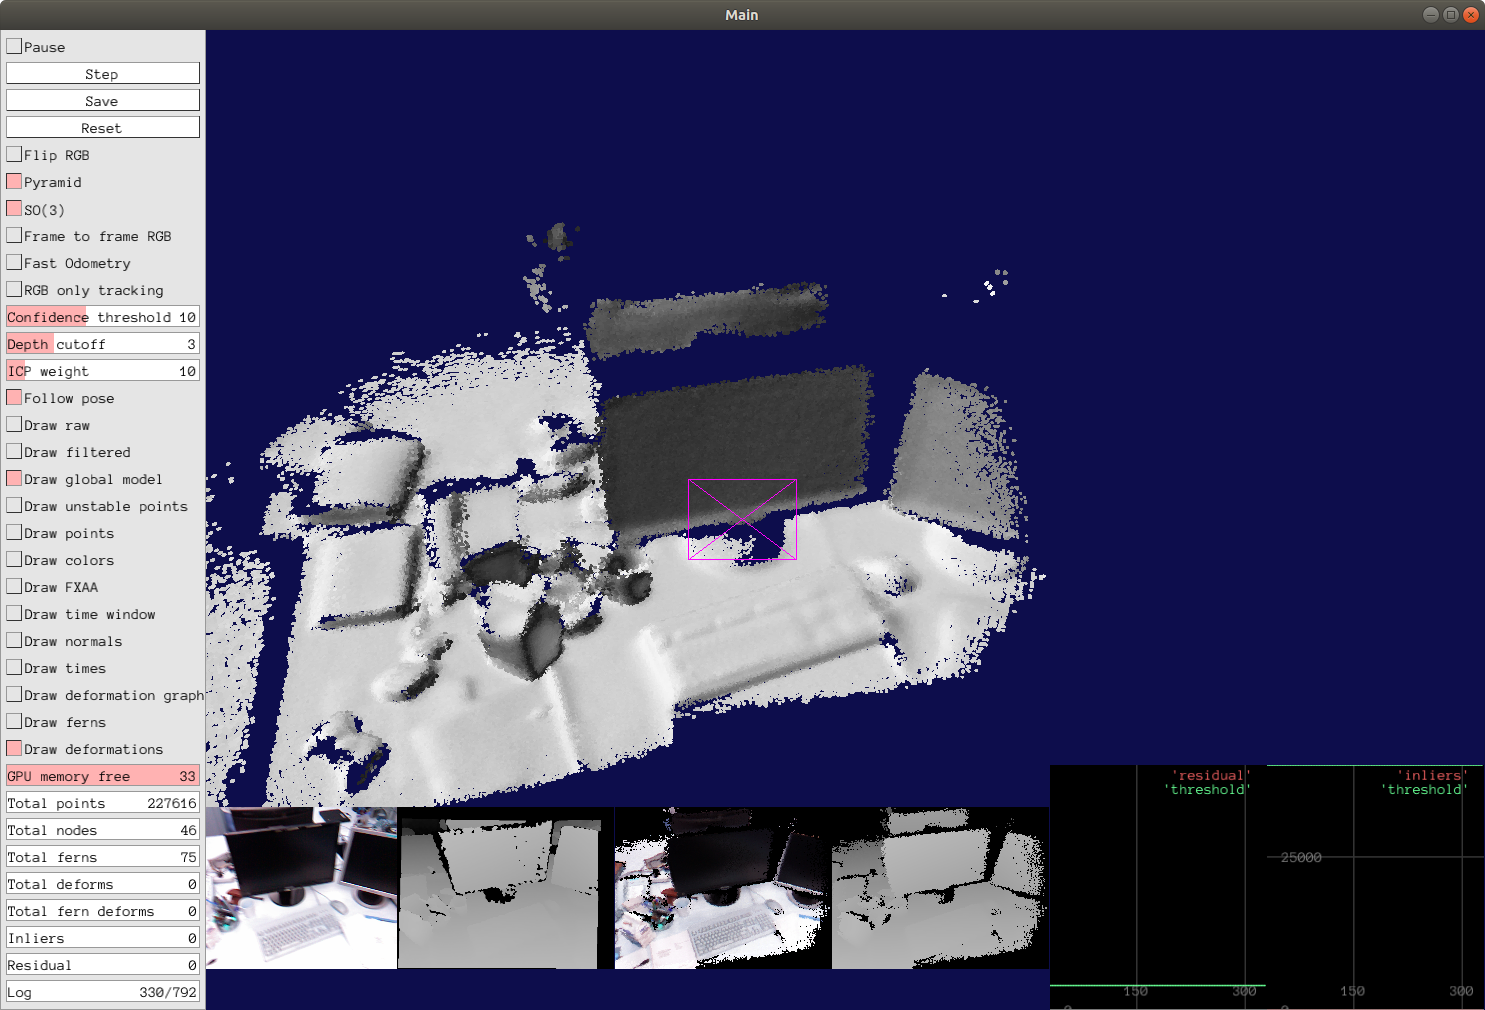 Main
Pause
Step
Save
Reset
Flip RGB
Pyramid
SO(3)
Frame to frame RGB
Fast Odometry
RGB only tracking
Confidence threshold 10
Depth cutoff 3
ICP weight 10
Follow pose
Draw raw
Draw filtered
Draw global model
Draw unstable points
Draw points
Draw colors
Draw FXAA
Draw time window
Draw normals
Draw times
Draw deformation graph
Draw ferns
Draw deformations
GPU memory free 33
Total points 227616
Total nodes 46
Total ferns 75
Total deforms 0
Total fern deforms 0
Inliers 0
Residual 0
Log 330/792
'residual'
'threshold'
150 300
0
'inliers'
'threshold'
25000
150 300
0